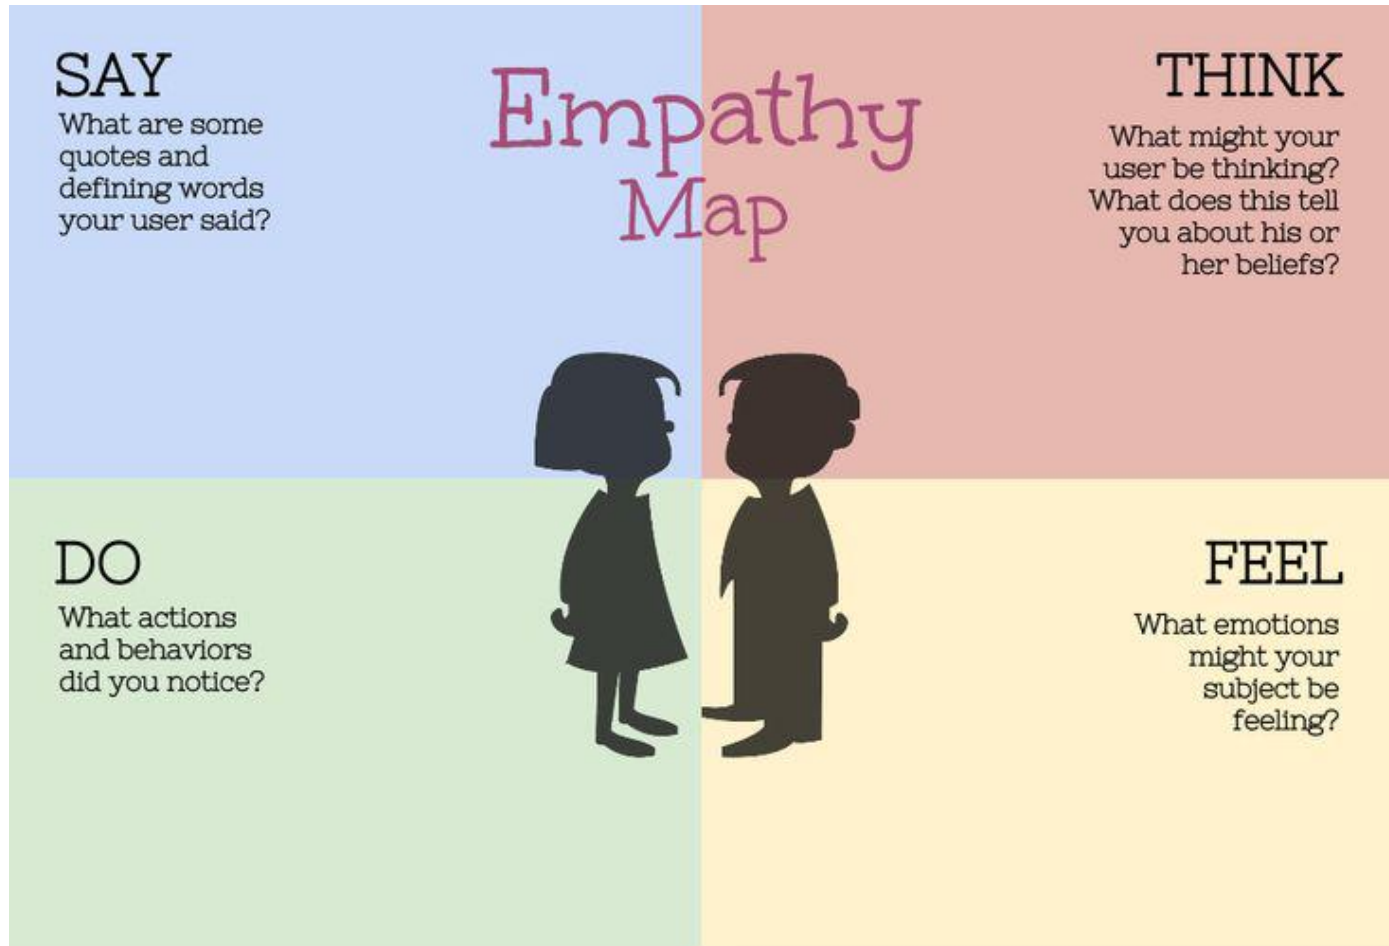 Empathy
Map
SAY
What are some
quotes and
defining words
your user said?
THINK
What might your
user be thinking?
What does this tell
you about his or
her beliefs?
DO
What actions
and behaviors
did you notice?
FEEL
What emotions
might your
subject be
feeling?